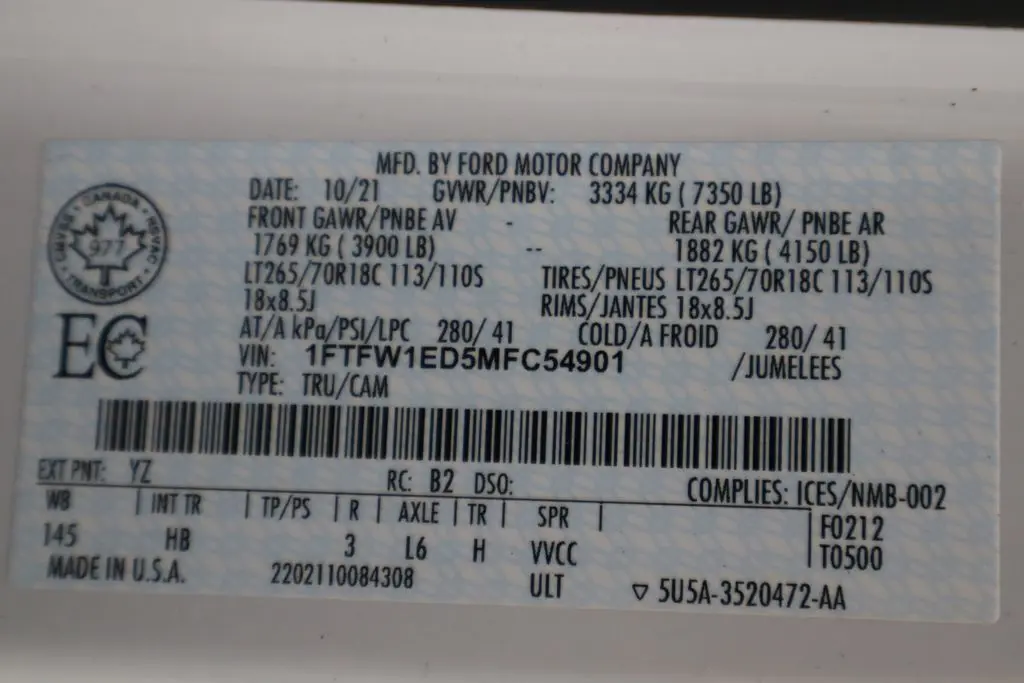 MFD. BY FORD MOTOR COMPANY
DATE: 10/21 GVWR/PNBV: 3334 KG ( 7350 LB)
FRONT GAWR/PNBE AV - REAR GAWR/ PNBE AR
1769 KG ( 3900 LB) -- 1882 KG ( 4150 LB)
LT265/70R18C 113/110S TIRES/PNEUS LT265/70R18C 113/110S
18x8.5J RIMS/JANTES 18x8.5J
AT/A kPa/PSI/LPC 280/ 41 COLD/A FROID 280/ 41
VIN: 1FTFW1ED5MFC54901 /JUMELEES
TYPE: TRU/CAM
CANADA
CMVSS NSVAC
977
TRANSPORT
EC
EXT PNT: YZ RC: B2 DSO: COMPLIES: ICES/NMB-002
WB | INT TR | TP/PS | R | AXLE | TR | SPR | F0212
145 HB 3 L6 H VVCC T0500
MADE IN U.S.A. 2202110084308 ULT ▽ 5U5A-3520472-AA